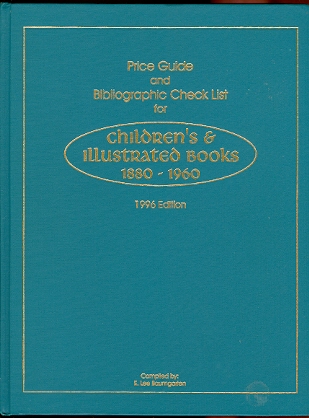 Price Guide
and
Bibliographic Check List
for
Children's &
Illustrated Books
1880 - 1960
1996 Edition
Compiled by:
E. Lee Baumgarten